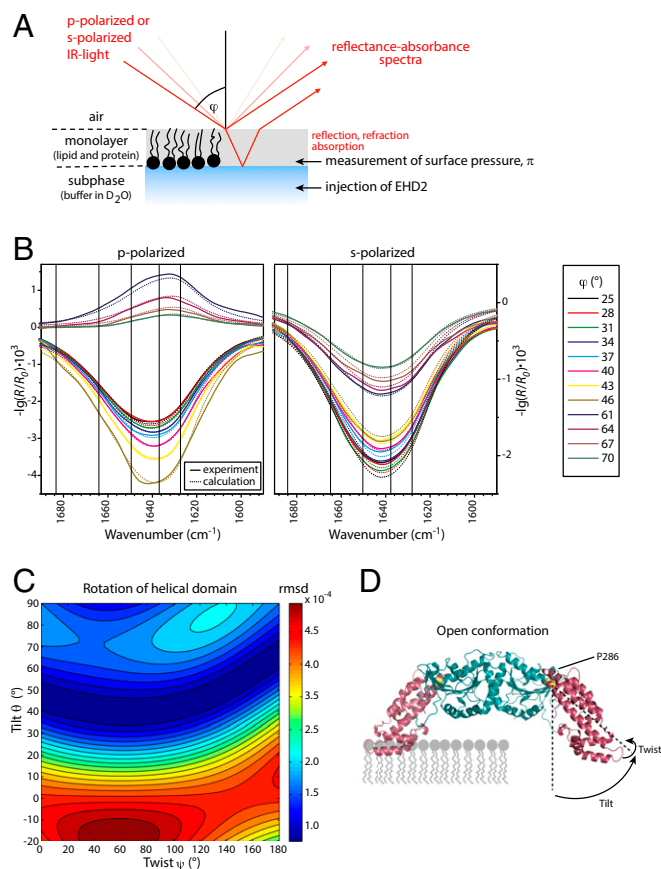 A
p-polarized or
s-polarized
IR-light
reflectance-absorbance
spectra
φ
air
monolayer
(lipid and protein)
subphase
(buffer in D2O)
reflection, refraction
absorption
measurement of surface pressure, π
injection of EHD2
B
p-polarized
s-polarized
-lg(R/R0)·10³
1
0
-1
-2
-3
-4
experiment
calculation
1680
1660
1640
1620
1600
Wavenumber (cm⁻¹)
0
-1
-2
-lg(R/R0)·10³
1680
1660
1640
1620
1600
Wavenumber (cm⁻¹)
φ (°)
25
28
31
34
37
40
43
46
61
64
67
70
C
Rotation of helical domain
rmsd
x 10⁻⁴
Tilt θ (°)
90
80
70
60
50
40
30
20
10
0
-10
-20
0 20 40 60 80 100 120 140 160 180
Twist ψ (°)
4.5
4.0
3.5
3.0
2.5
2.0
1.5
1.0
D
Open conformation
P286
Twist
Tilt